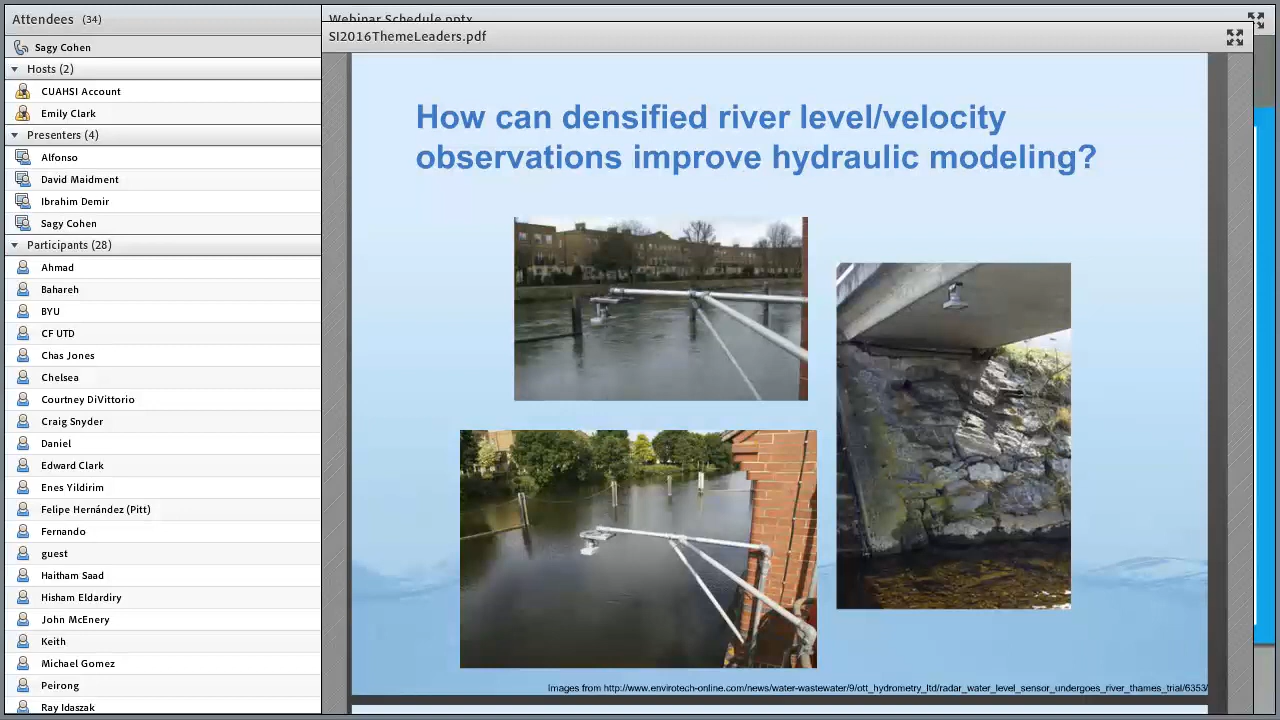 Attendees (34)
Sagy Cohen
Hosts (2)
CUAHSI Account
Emily Clark
Presenters (4)
Alfonso
David Maidment
Ibrahim Demir
Sagy Cohen
Participants (28)
Ahmad
Bahareh
BYU
CF UTD
Chas Jones
Chelsea
Courtney DiVittorio
Craig Snyder
Daniel
Edward Clark
Enes Yildirim
Felipe Hernández (Pitt)
Fernando
guest
Haitham Saad
Hisham Eldardiry
John McEnery
Keith
Michael Gomez
Peirong
Ray Idaszak
Webinar Schedule.pptx
SI2016ThemeLeaders.pdf
How can densified river level/velocity
observations improve hydraulic modeling?
Images from http://www.envirotech-online.com/news/water-wastewater/9/ott_hydrometry_ltd/radar_water_level_sensor_undergoes_river_thames_trial/6353/